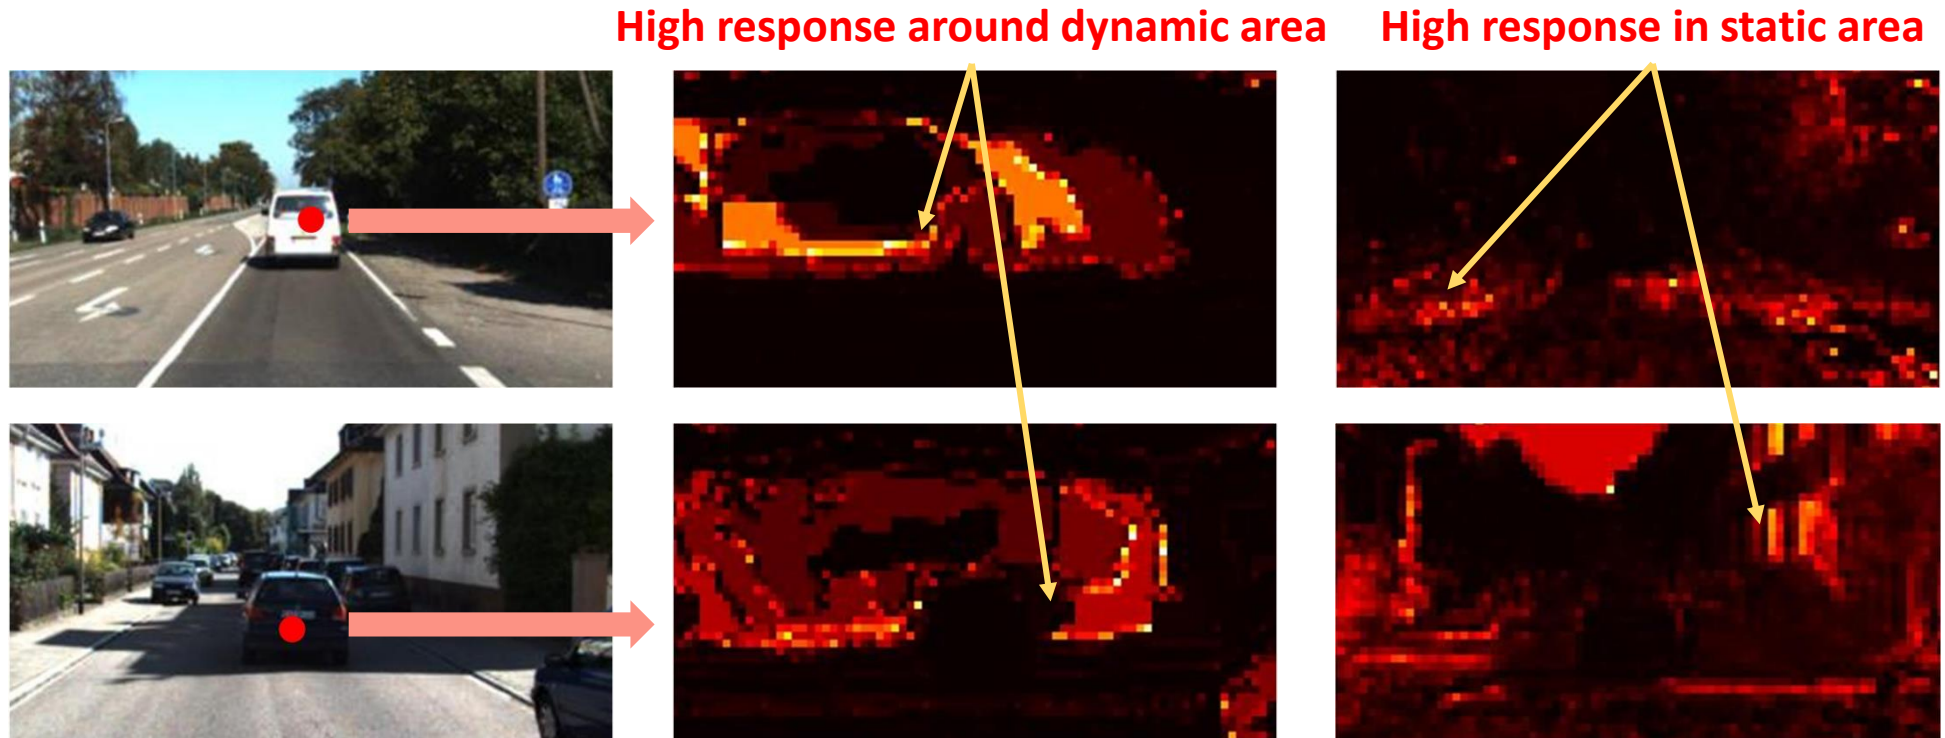 High response around dynamic area
High response in static area